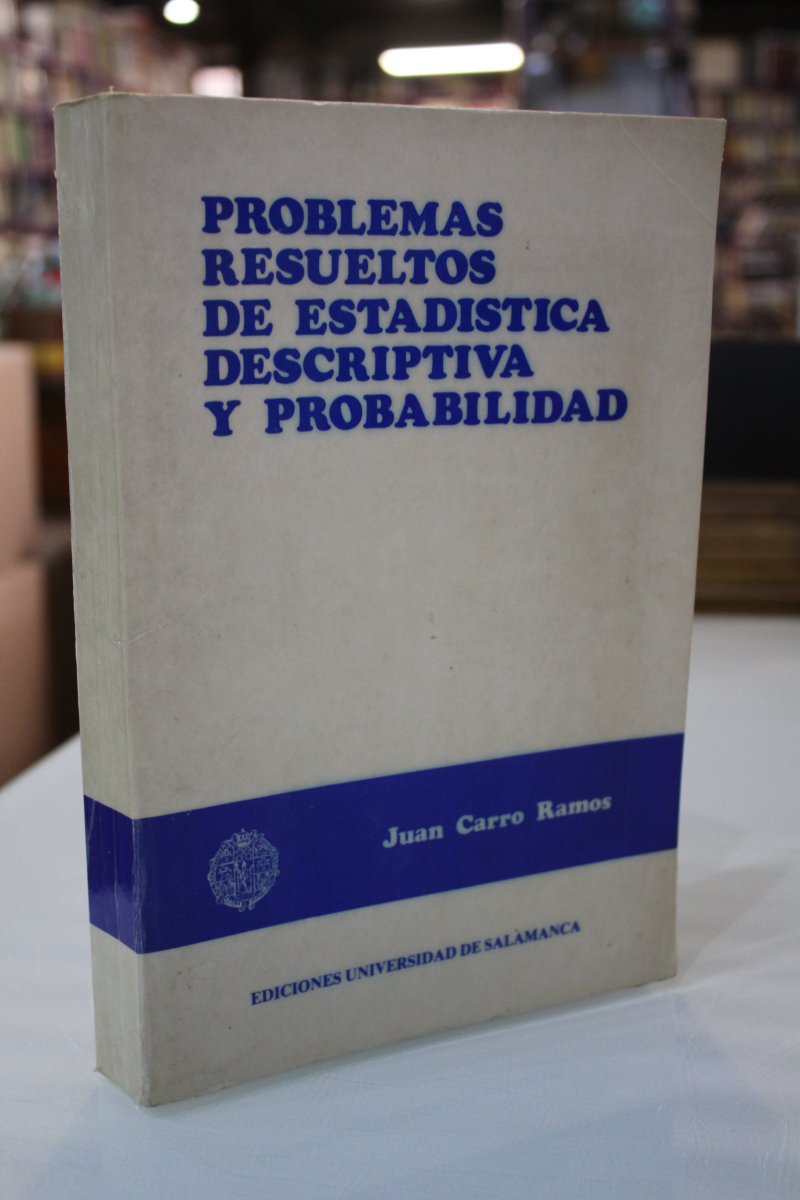 PROBLEMAS
RESUELTOS
DE ESTADISTICA
DESCRIPTIVA
Y PROBABILIDAD
Juan Carro Ramos
EDICIONES UNIVERSIDAD DE SALAMANCA